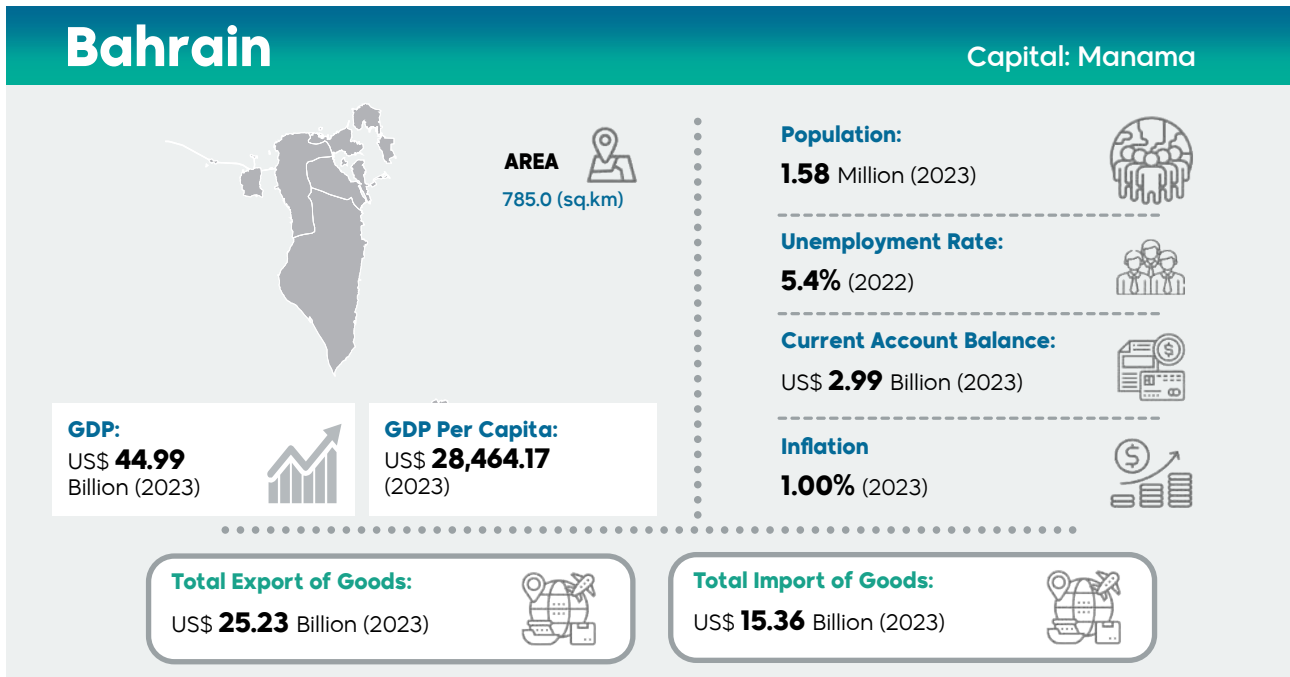 Bahrain
Capital: Manama
AREA
785.0 (sq.km)
Population:
1.58 Million (2023)
Unemployment Rate:
5.4% (2022)
Current Account Balance:
US$ 2.99 Billion (2023)
Inflation
1.00% (2023)
GDP:
US$ 44.99
Billion (2023)
GDP Per Capita:
US$ 28,464.17
(2023)
Total Export of Goods:
US$ 25.23 Billion (2023)
Total Import of Goods:
US$ 15.36 Billion (2023)